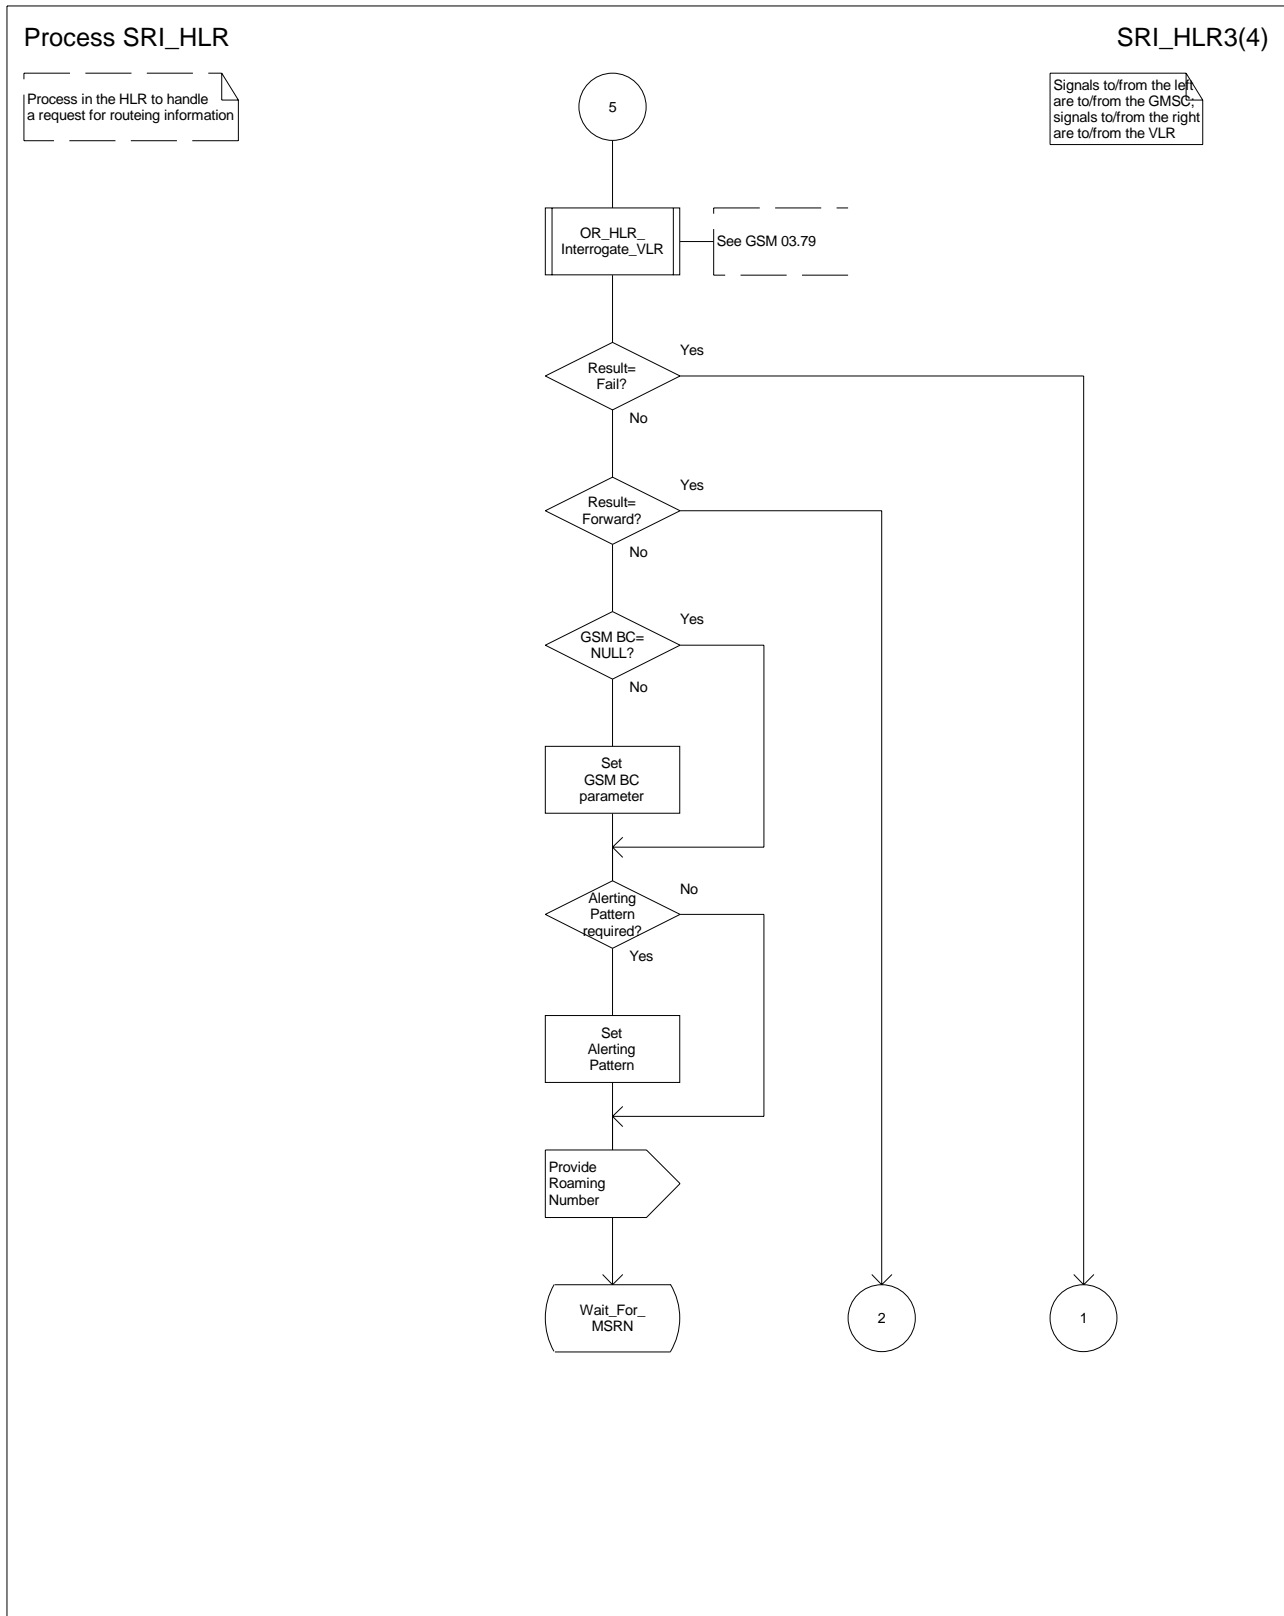 Process SRI_HLR
SRI_HLR3(4)
Process in the HLR to handle
a request for routeing information
Signals to/from the left
are to/from the GMSC;
signals to/from the right
are to/from the VLR
5
OR_HLR_
Interrogate_VLR
See GSM 03.79
Result=
Fail?
Yes
No
Result=
Forward?
Yes
No
GSM BC=
NULL?
Yes
No
Set
GSM BC
parameter
Alerting
Pattern
required?
No
Yes
Set
Alerting
Pattern
Provide
Roaming
Number
Wait_For_
MSRN
2
1